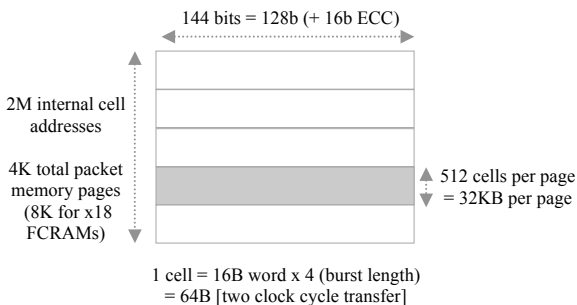 144 bits = 128b (+ 16b ECC)
2M internal cell
addresses
4K total packet
memory pages
(8K for x18
FCRAMs)
512 cells per page
= 32KB per page
1 cell = 16B word x 4 (burst length)
= 64B [two clock cycle transfer]